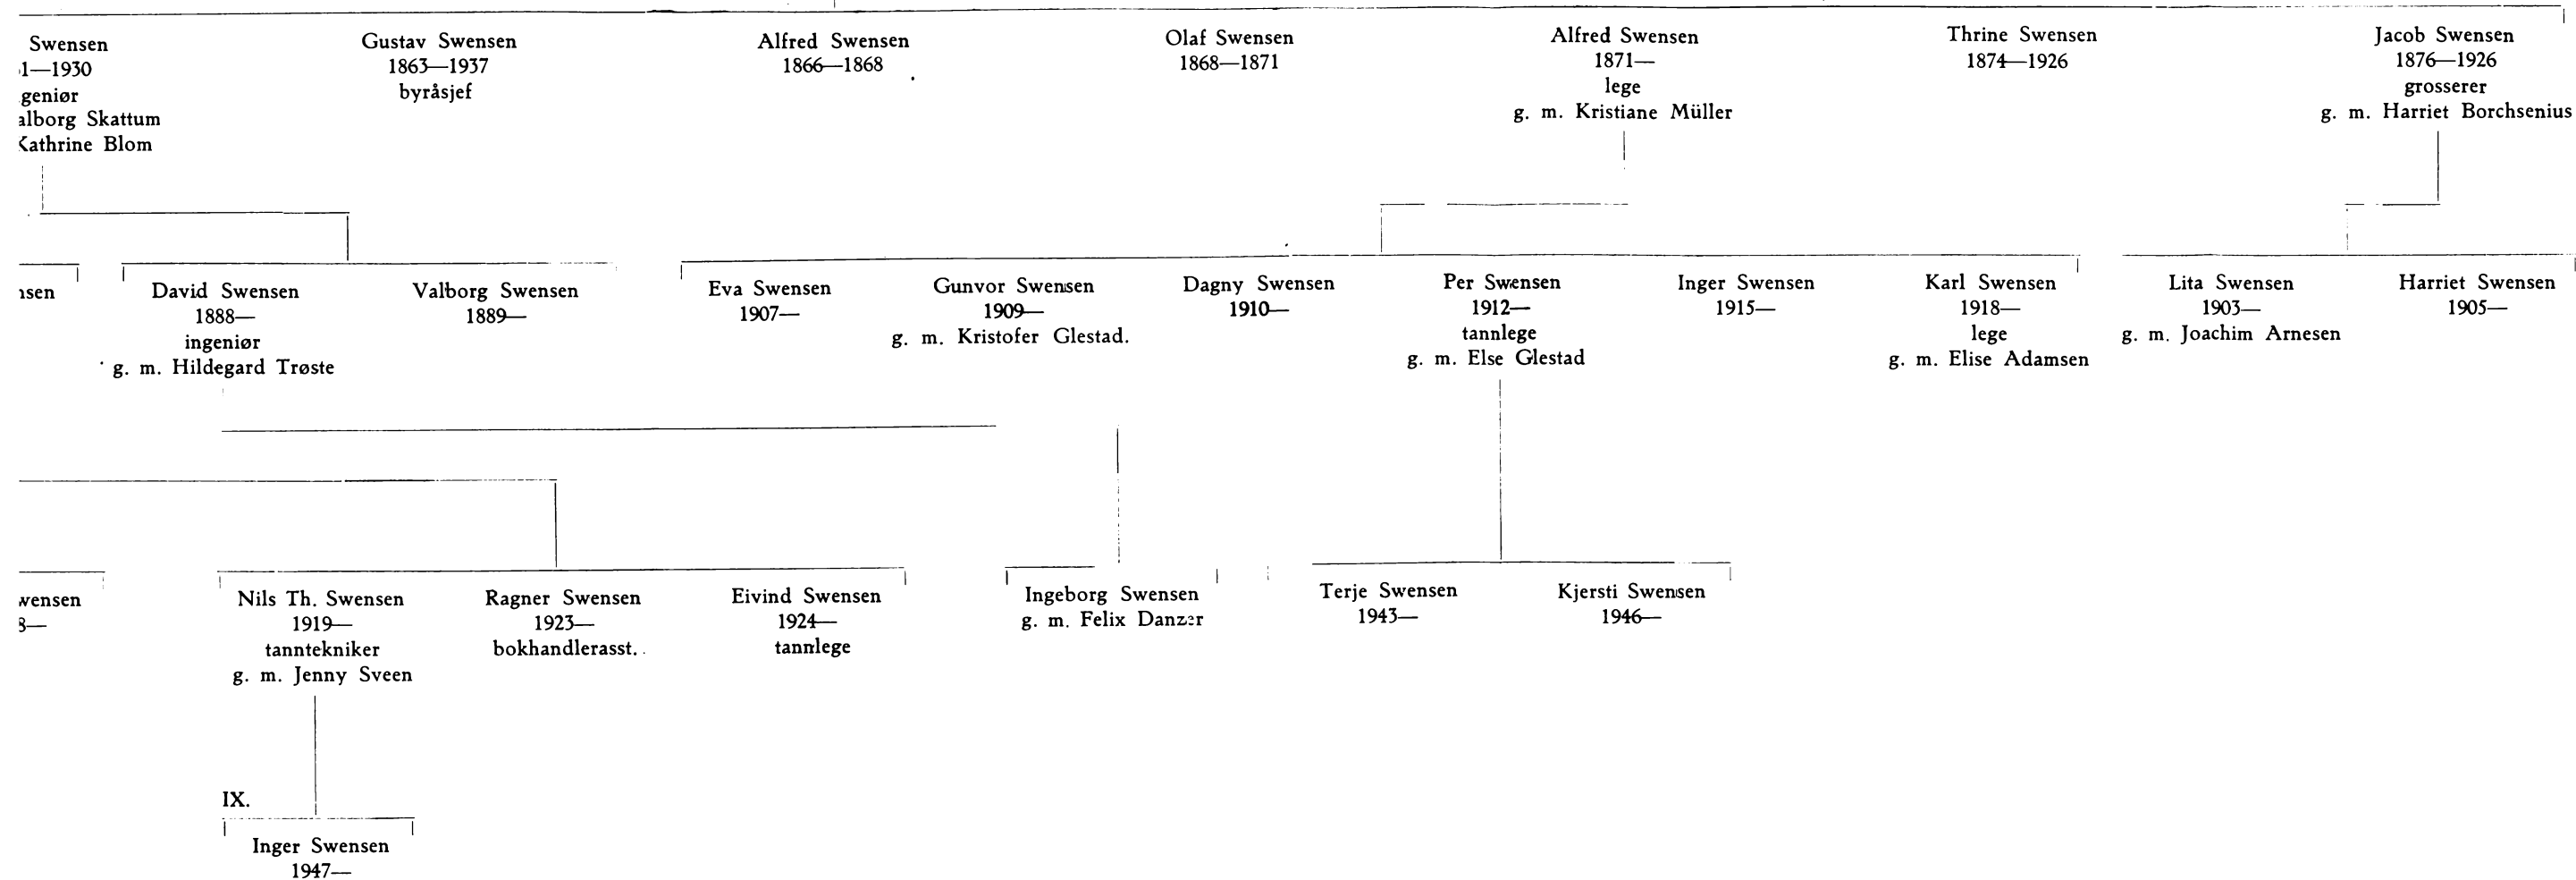 Swensen
1—1930
geniør
alborg Skattum
Kathrine Blom
Gustav Swensen
1863—1937
byråsjef
Alfred Swensen
1866—1868
Olaf Swensen
1868—1871
Alfred Swensen
1871—
lege
g. m. Kristiane Müller
Thrine Swensen
1874—1926
Jacob Swensen
1876—1926
grosserer
g. m. Harriet Borchsenius
nsen
David Swensen
1888—
ingeniør
g. m. Hildegard Trøste
Valborg Swensen
1889—
Eva Swensen
1907—
Gunvor Swensen
1909—
g. m. Kristofer Glestad.
Dagny Swensen
1910—
Per Swensen
1912—
tannlege
g. m. Else Glestad
Inger Swensen
1915—
Karl Swensen
1918—
lege
g. m. Elise Adamsen
Lita Swensen
1903—
g. m. Joachim Arnesen
Harriet Swensen
1905—
wensen
8—
Nils Th. Swensen
1919—
tanntekniker
g. m. Jenny Sveen
Ragner Swensen
1923—
bokhandlerasst.
Eivind Swensen
1924—
tannlege
Ingeborg Swensen
g. m. Felix Danzer
Terje Swensen
1943—
Kjersti Swensen
1946—
IX.
Inger Swensen
1947—